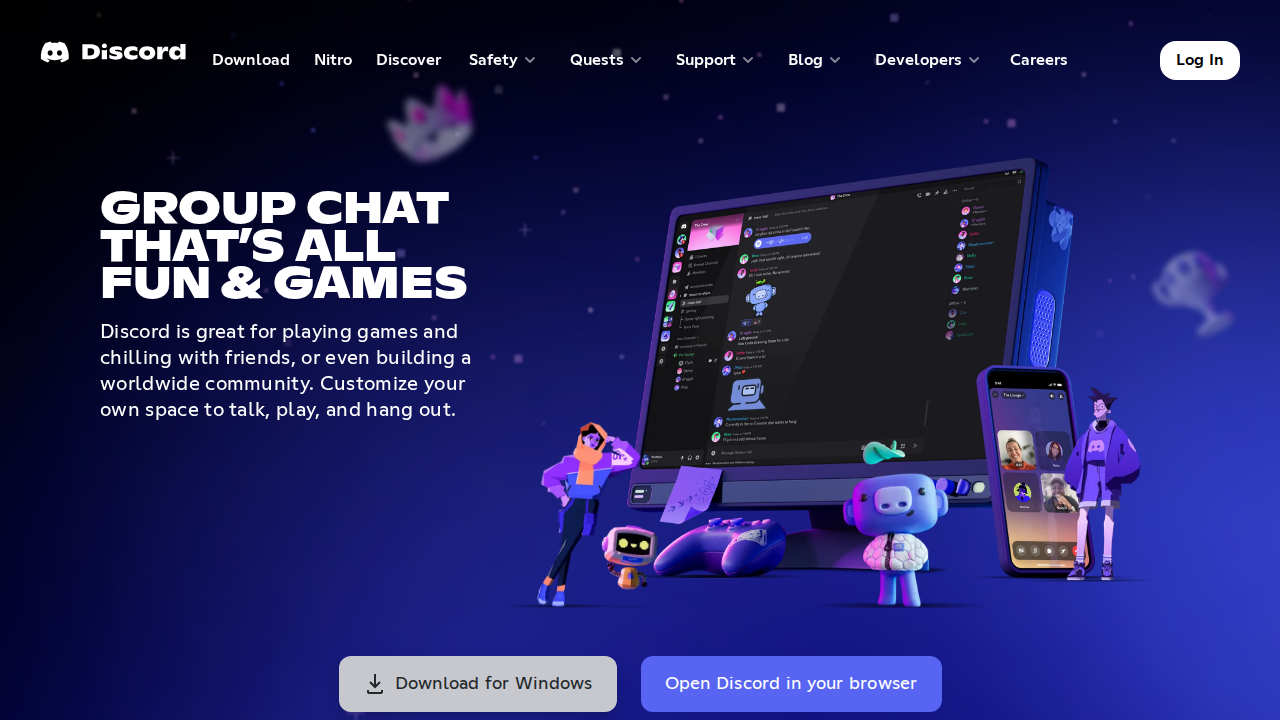 Discord
Download
Nitro
Discover
Safety
Quests
Support
Blog
Developers
Careers
Log In
GROUP CHAT
THAT'S ALL
FUN & GAMES
Discord is great for playing games and
chilling with friends, or even building a
worldwide community. Customize your
own space to talk, play, and hang out.
Download for Windows
Open Discord in your browser